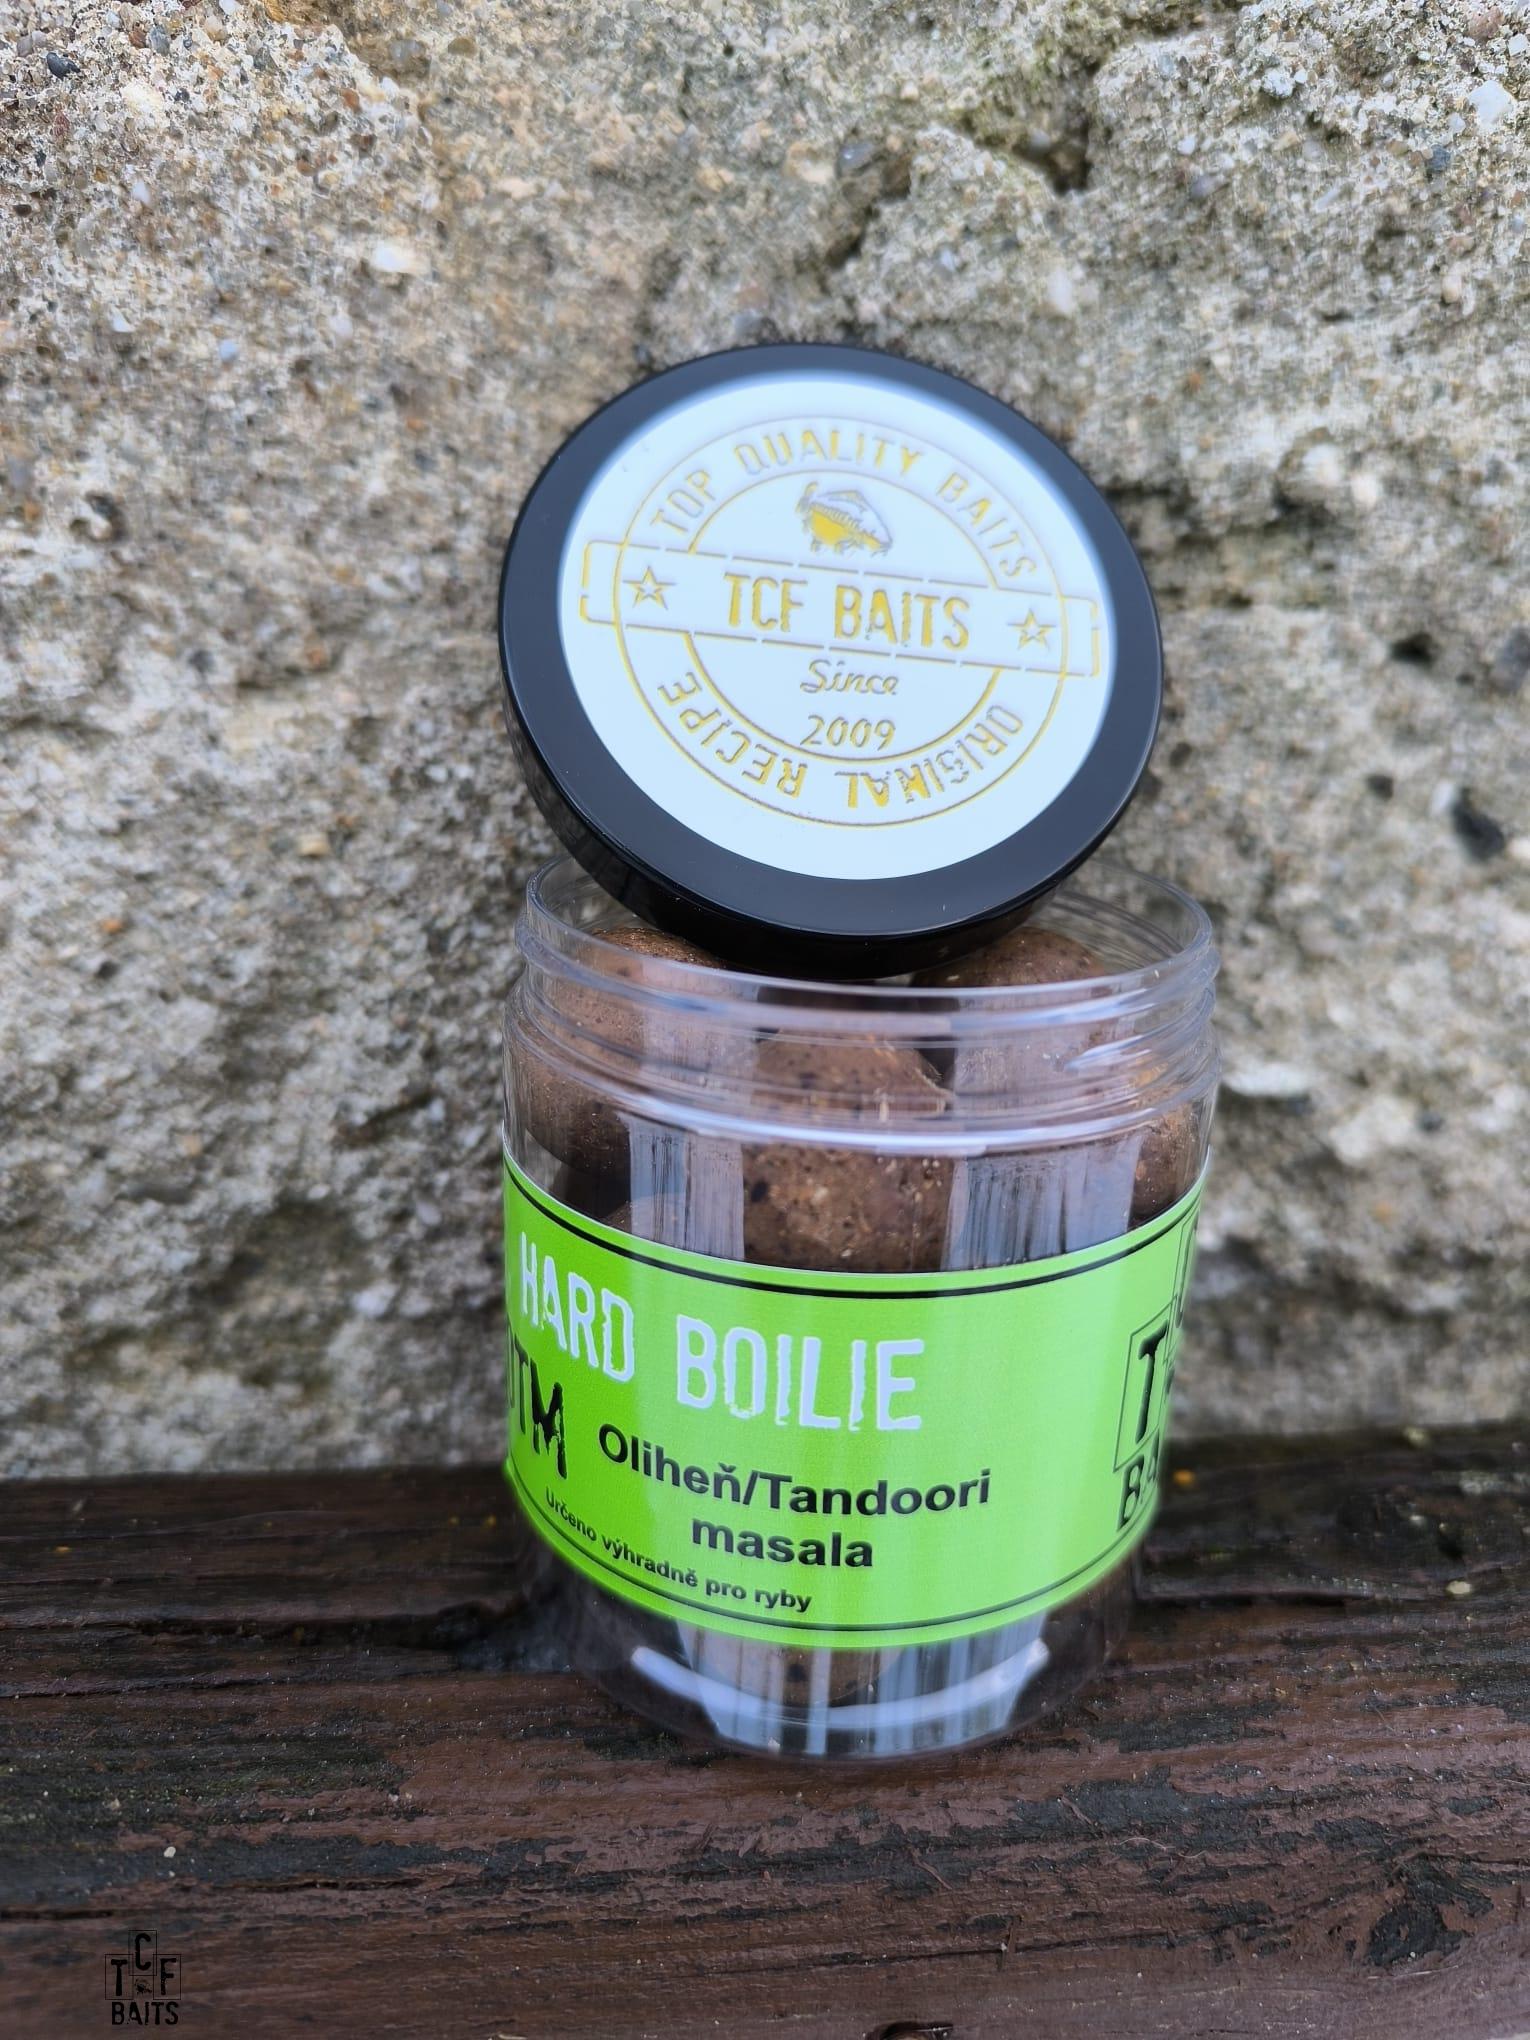 TOP QUALITY BAITS
TCF BAITS
Since
2009
ORIGINAL RECIPE
HARD BOILIE
Oliheň/Tandoori
masala
Určeno výhradně pro ryby
TCF
BAITS